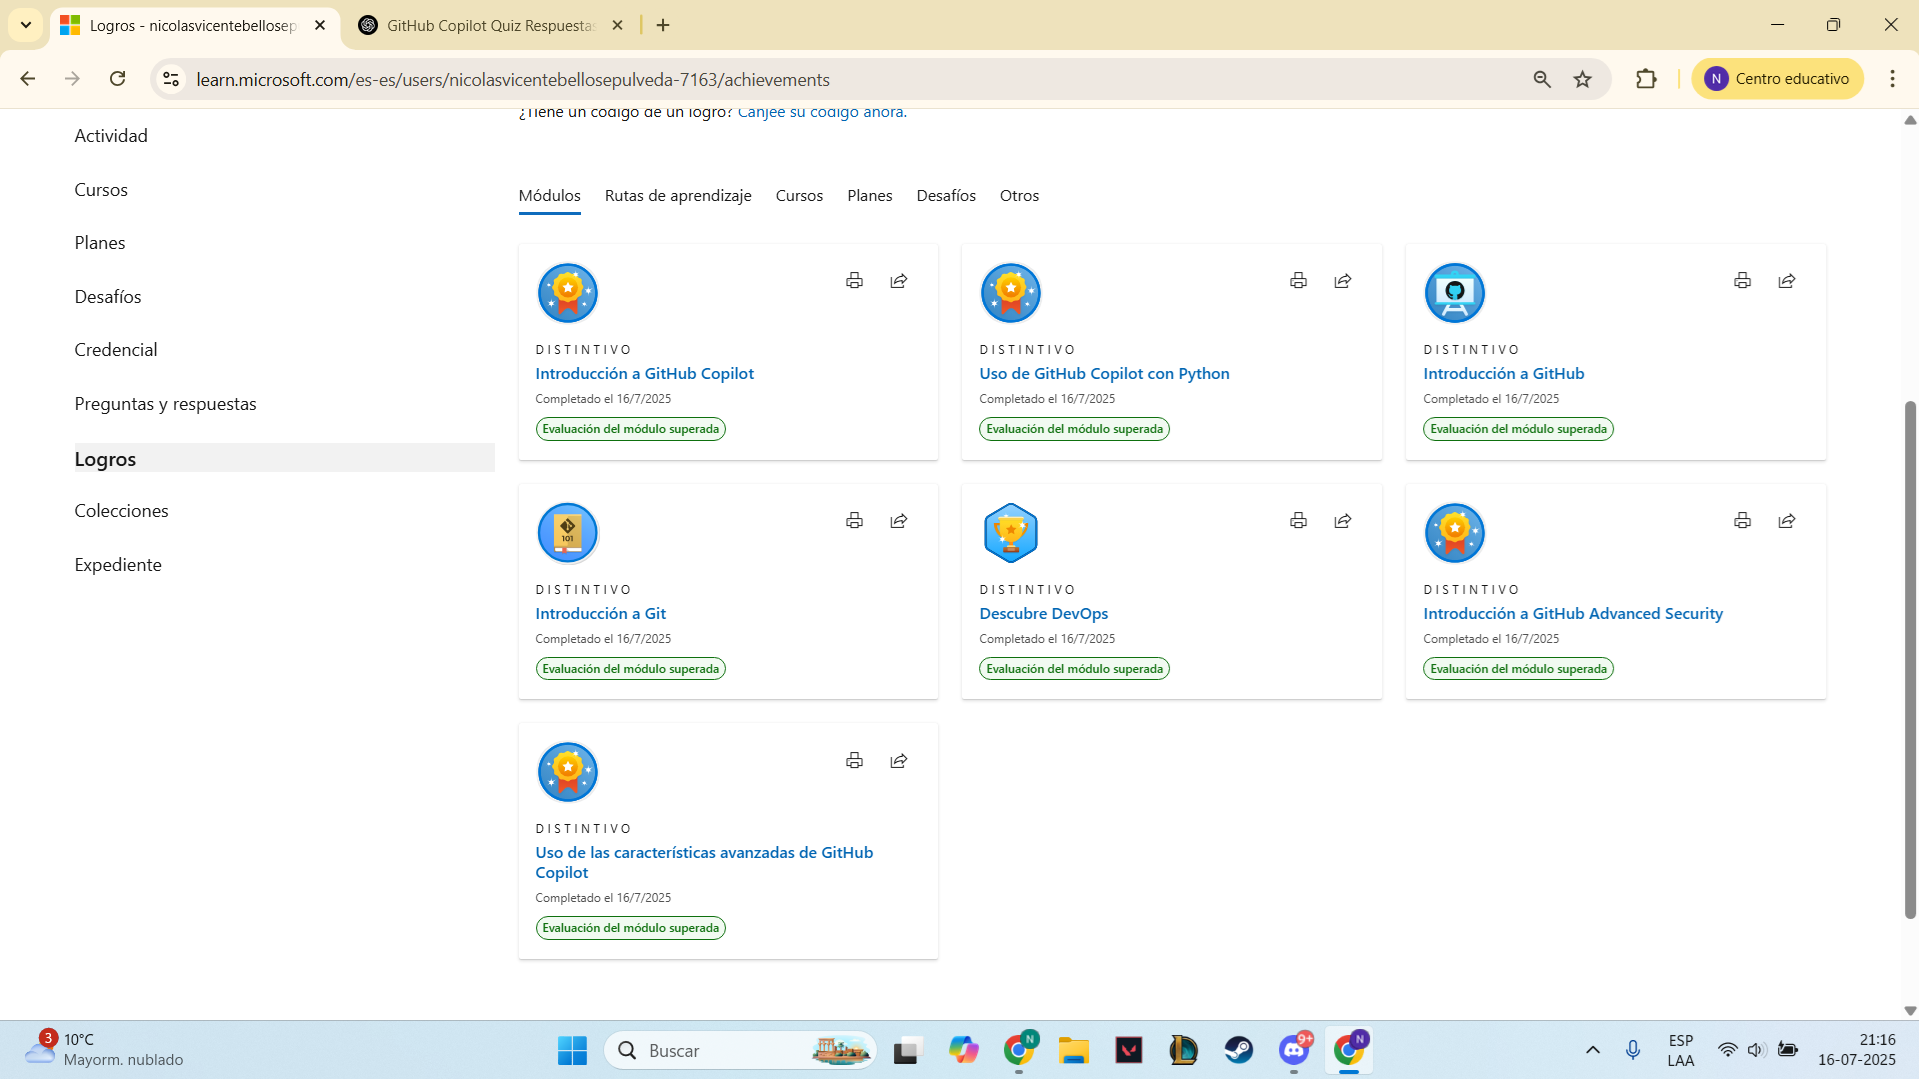 Logros - nicolasvicentebellosep
GitHub Copilot Quiz Respuestas
learn.microsoft.com/es-es/users/nicolasvicentebellosepulveda-7163/achievements
N
Centro educativo
¿Tiene un código de un logro? Canjee su código ahora.
Actividad
Cursos
Planes
Desafíos
Credencial
Preguntas y respuestas
Logros
Colecciones
Expediente
Módulos
Rutas de aprendizaje
Cursos
Planes
Desafíos
Otros
DISTINTIVO
Introducción a GitHub Copilot
Completado el 16/7/2025
Evaluación del módulo superada
DISTINTIVO
Uso de GitHub Copilot con Python
Completado el 16/7/2025
Evaluación del módulo superada
DISTINTIVO
Introducción a GitHub
Completado el 16/7/2025
Evaluación del módulo superada
101
DISTINTIVO
Introducción a Git
Completado el 16/7/2025
Evaluación del módulo superada
DISTINTIVO
Descubre DevOps
Completado el 16/7/2025
Evaluación del módulo superada
DISTINTIVO
Introducción a GitHub Advanced Security
Completado el 16/7/2025
Evaluación del módulo superada
DISTINTIVO
Uso de las características avanzadas de GitHub
Copilot
Completado el 16/7/2025
Evaluación del módulo superada
3
10°C
Mayorm. nublado
Buscar
N
9+
N
ESP
LAA
21:16
16-07-2025